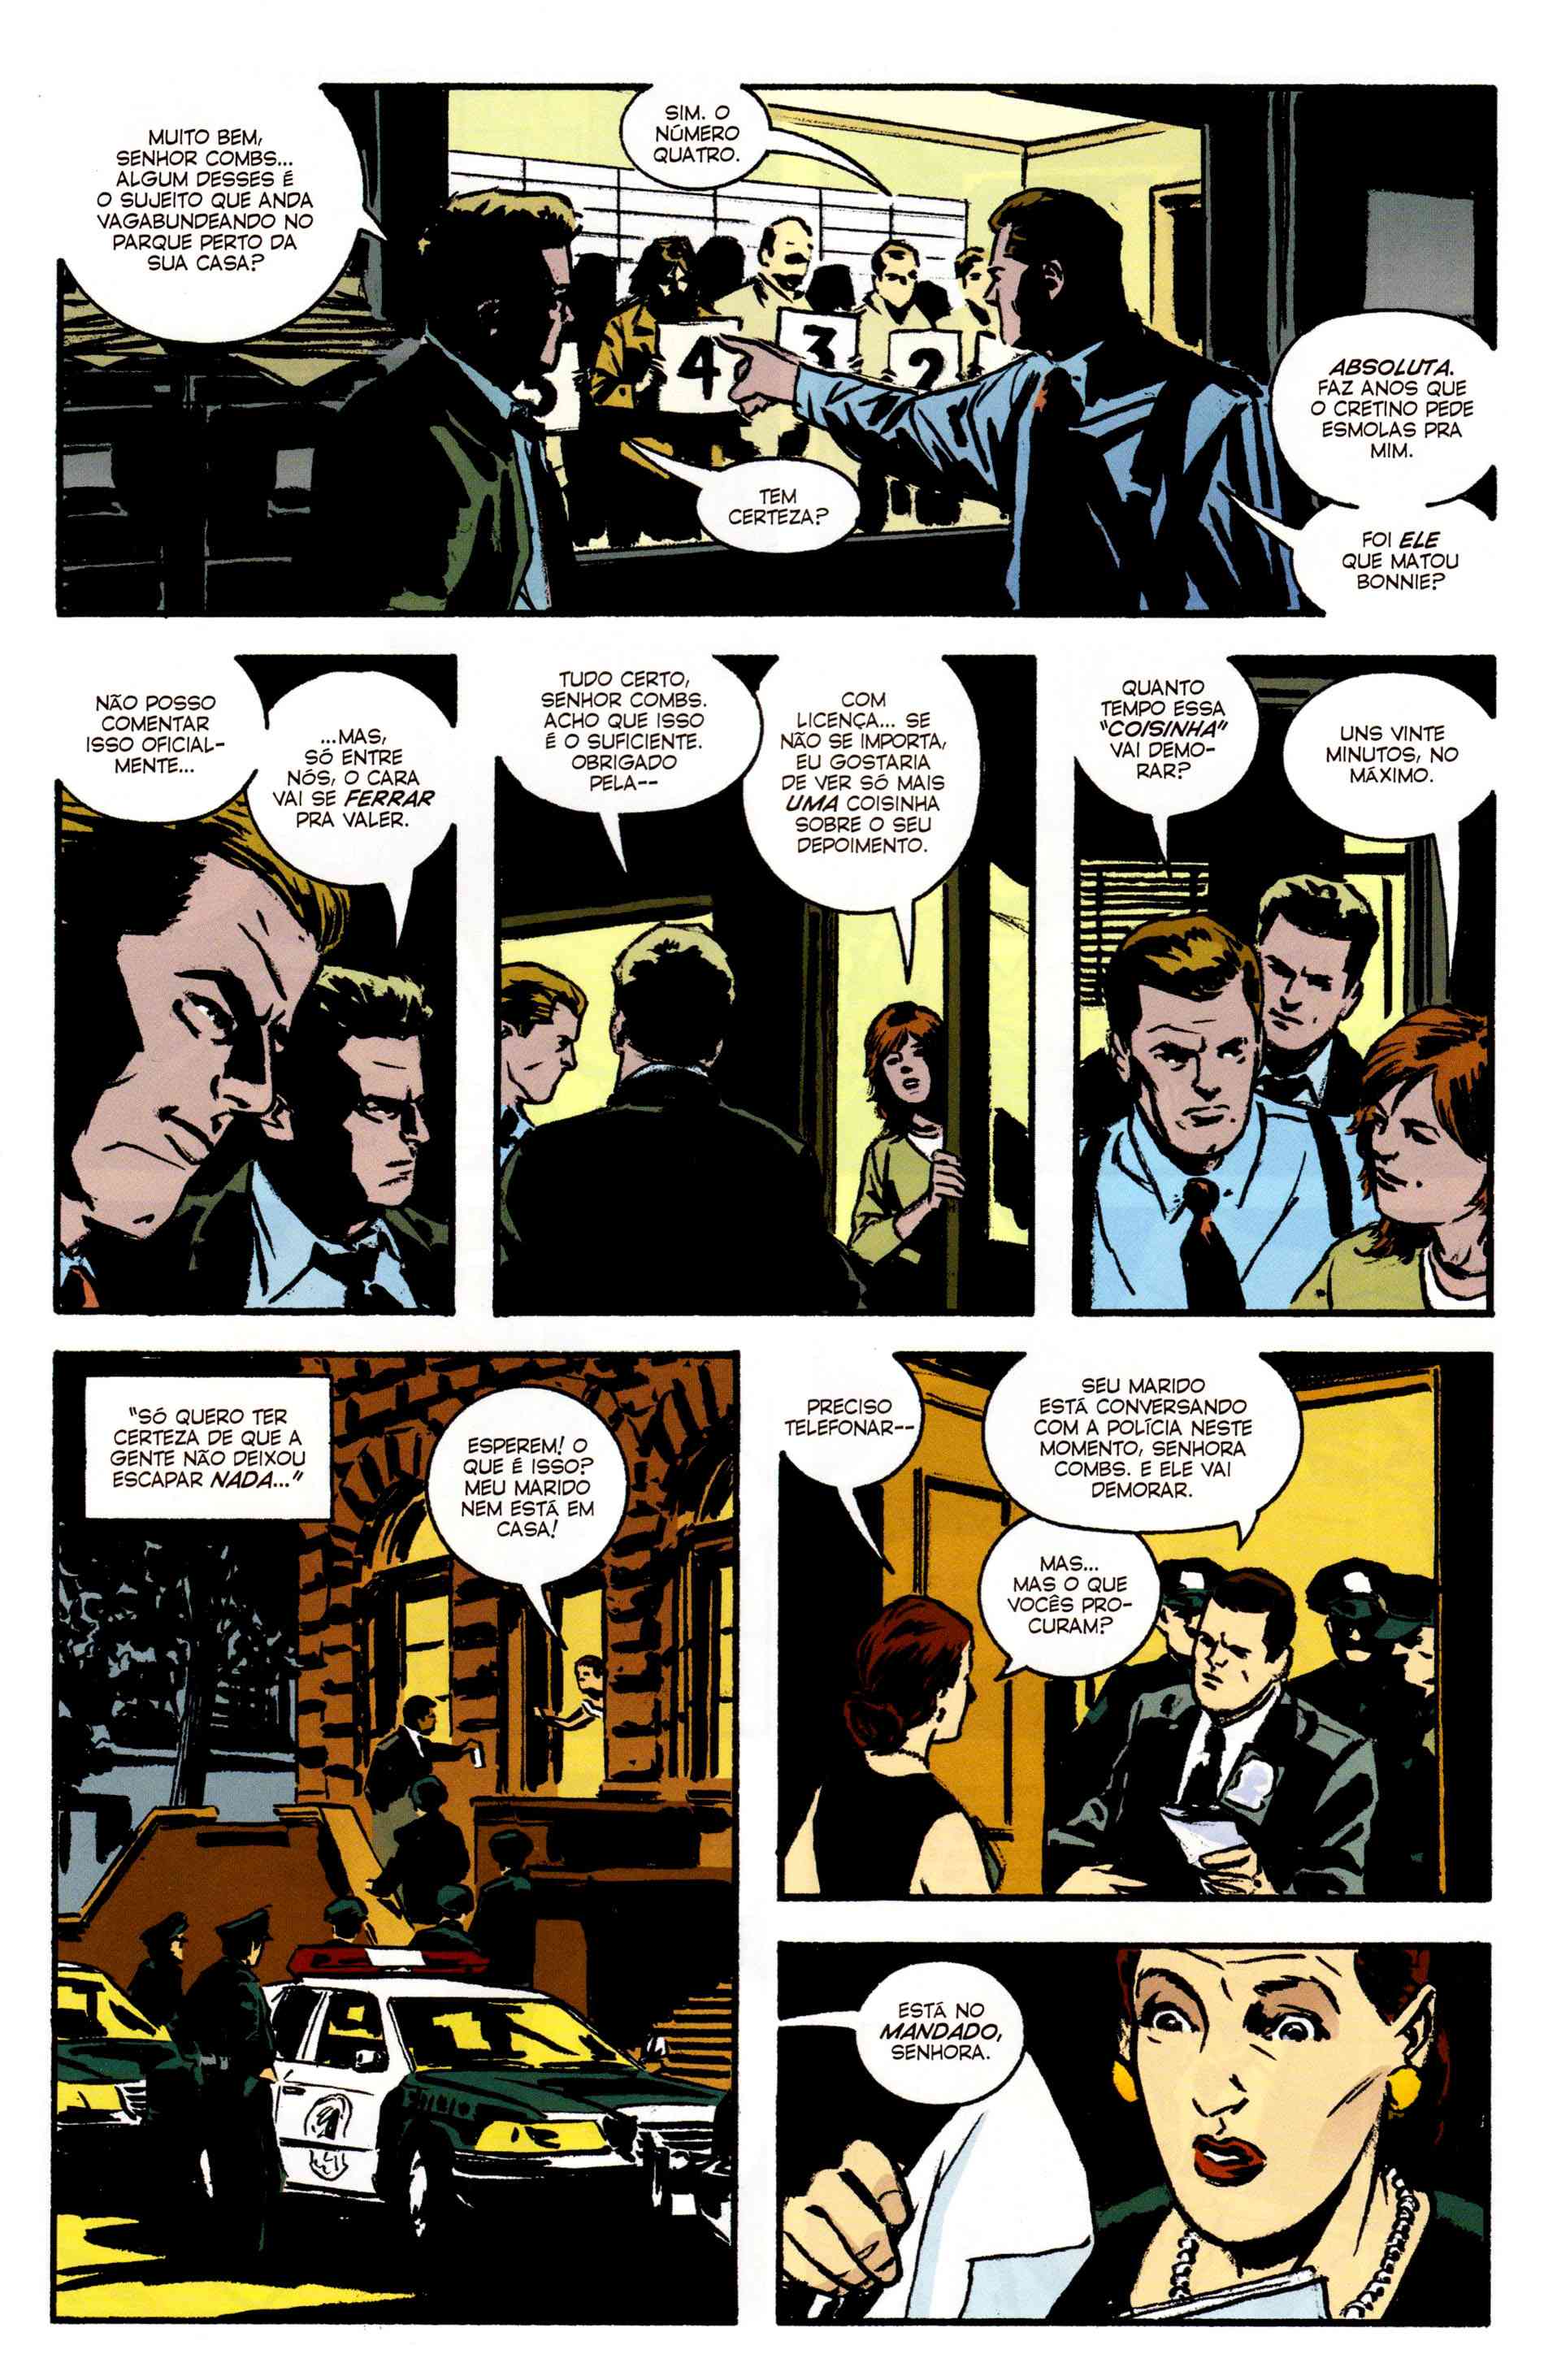 MUITO BEM,
SENHOR COMBS...
ALGUM DESSES É
O SUJEITO QUE ANDA
VAGABUNDEANDO NO
PARQUE PERTO DA
SUA CASA?
SIM. O
NÚMERO
QUATRO.
4
3
2
5
TEM
CERTEZA?
ABSOLUTA.
FAZ ANOS QUE
O CRETINO PEDE
ESMOLAS PRA
MIM.
FOI ELE
QUE MATOU
BONNIE?
NÃO POSSO
COMENTAR
ISSO OFICIAL-
MENTE...
...MAS,
SÓ ENTRE
NÓS, O CARA
VAI SE FERRAR
PRA VALER.
TUDO CERTO,
SENHOR COMBS.
ACHO QUE ISSO
É O SUFICIENTE.
OBRIGADO
PELA--
COM
LICENÇA... SE
NÃO SE IMPORTA,
EU GOSTARIA
DE VER SÓ MAIS
UMA COISINHA
SOBRE O SEU
DEPOIMENTO.
QUANTO
TEMPO ESSA
"COISINHA"
VAI DEMO-
RAR?
UNS VINTE
MINUTOS, NO
MÁXIMO.
"SÓ QUERO TER
CERTEZA DE QUE A
GENTE NÃO DEIXOU
ESCAPAR NADA..."
ESPEREM! O
QUE É ISSO?
MEU MARIDO
NEM ESTÁ EM
CASA!
PRECISO
TELEFONAR--
SEU MARIDO
ESTÁ CONVERSANDO
COM A POLÍCIA NESTE
MOMENTO, SENHORA
COMBS. E ELE VAI
DEMORAR.
MAS...
MAS O QUE
VOCÊS PRO-
CURAM?
ESTÁ NO
MANDADO,
SENHORA.